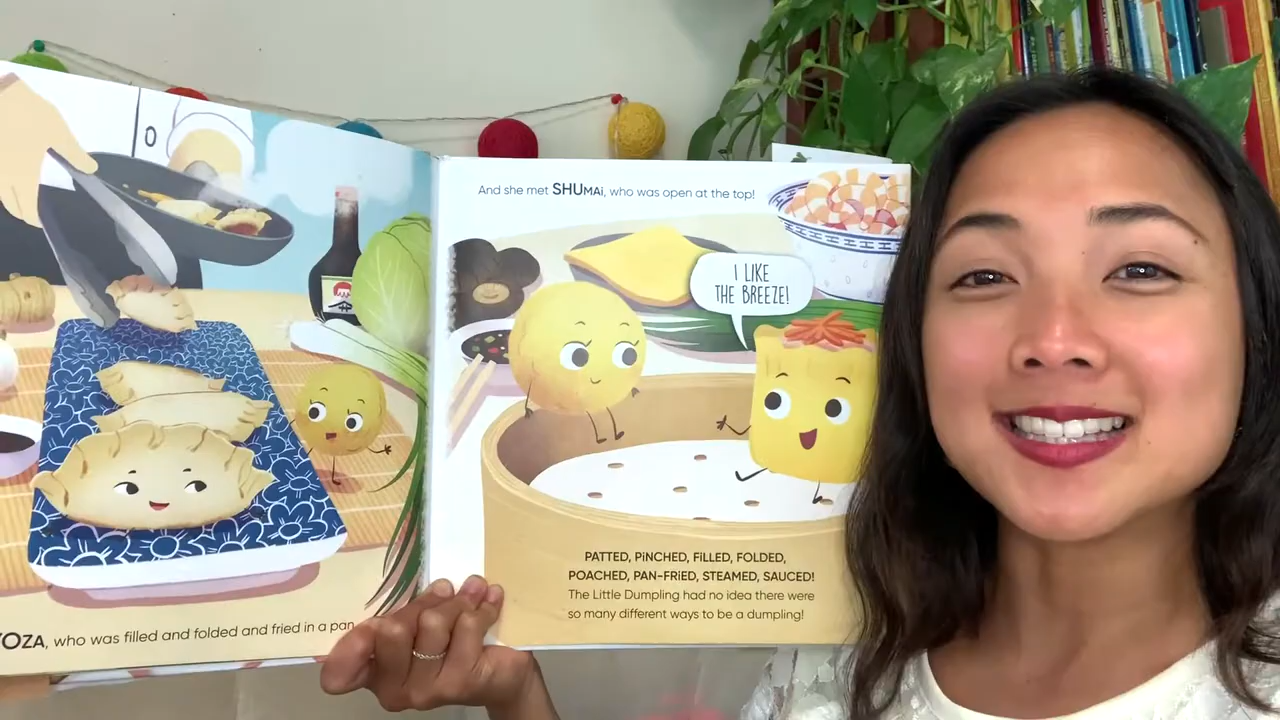 And she met SHUMAi, who was open at the top!
I LIKE
THE BREEZE!
PATTED, PiNCHED, FiLLED, FOLDED,
POACHED, PAN-FRiED, STEAMED, SAUCED!
The Little Dumpling had no idea there were
so many different ways to be a dumpling!
YOZA, who was filled and folded and fried in a pan